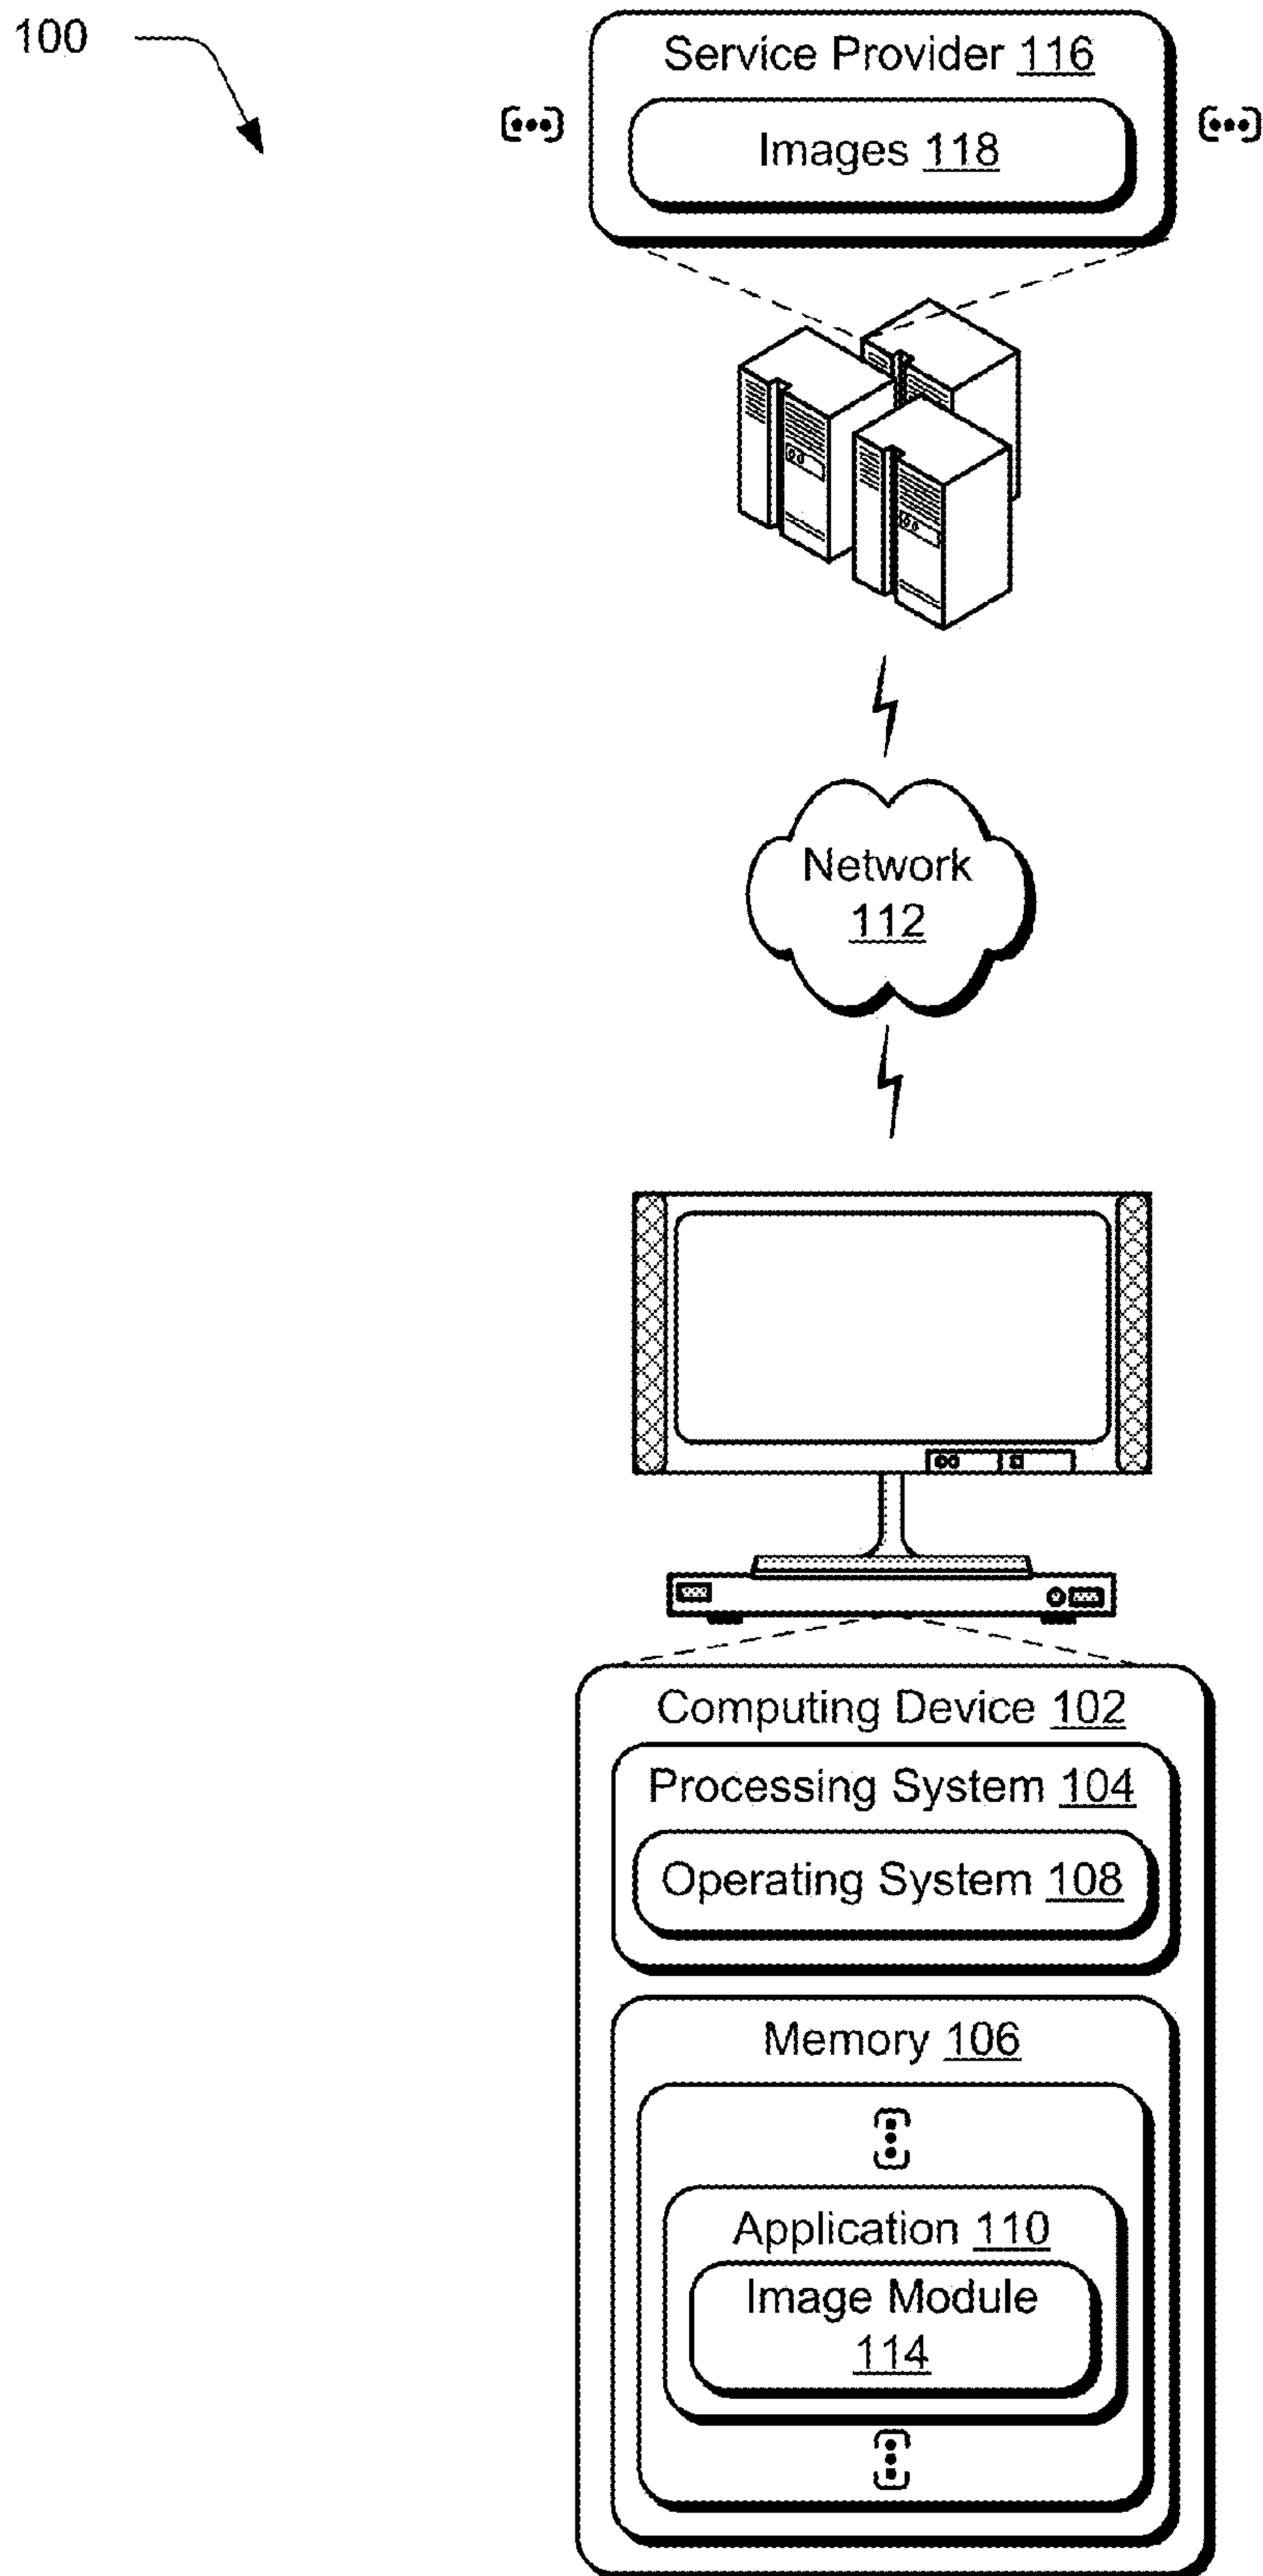 100
Service Provider 116
Images 118
Network
112
Computing Device 102
Processing System 104
Operating System 108
Memory 106
Application 110
Image Module
114